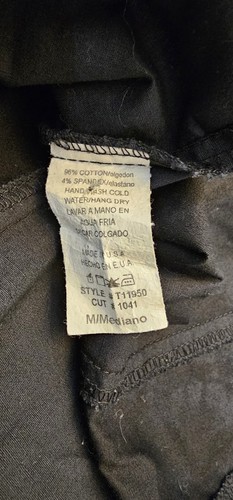 96% COTTON/algodon
4% SPANDEX/elastano
HAND WASH COLD
WATER/HANG DRY
LAVAR A MANO EN
AGUA FRIA
SECAR COLGADO
MADE IN U.S.A
HECHO EN E.U.A
STYLE # T11950
CUT # 1041
M/Mediano